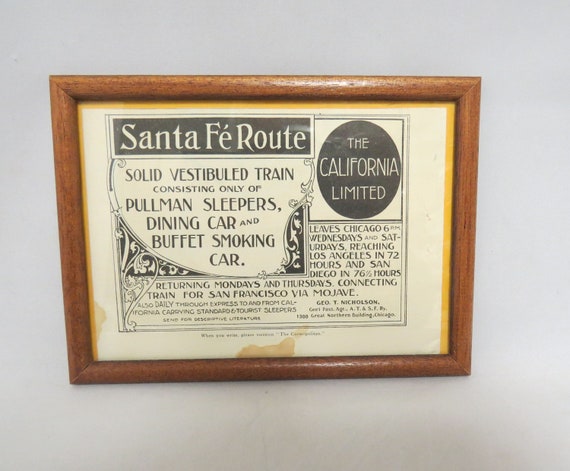 Santa Fé Route
SOLID VESTIBULED TRAIN
CONSISTING ONLY OF
PULLMAN SLEEPERS,
DINING CAR AND
BUFFET SMOKING
CAR.
THE
CALIFORNIA
LIMITED
LEAVES CHICAGO 6 P.M.
WEDNESDAYS AND SAT-
URDAYS, REACHING
LOS ANGELES IN 72
HOURS AND SAN
DIEGO IN 76½ HOURS
RETURNING MONDAYS AND THURSDAYS. CONNECTING
TRAIN FOR SAN FRANCISCO VIA MOJAVE.
ALSO DAILY THROUGH EXPRESS TO AND FROM CAL-
IFORNIA CARRYING STANDARD & TOURIST SLEEPERS
SEND FOR DESCRIPTIVE LITERATURE
GEO. T. NICHOLSON,
Gen'l Pass. Agt., A. T. & S. F. Ry.
1308 Great Northern Building, Chicago.
When you write, please mention "The Cosmopolitan."